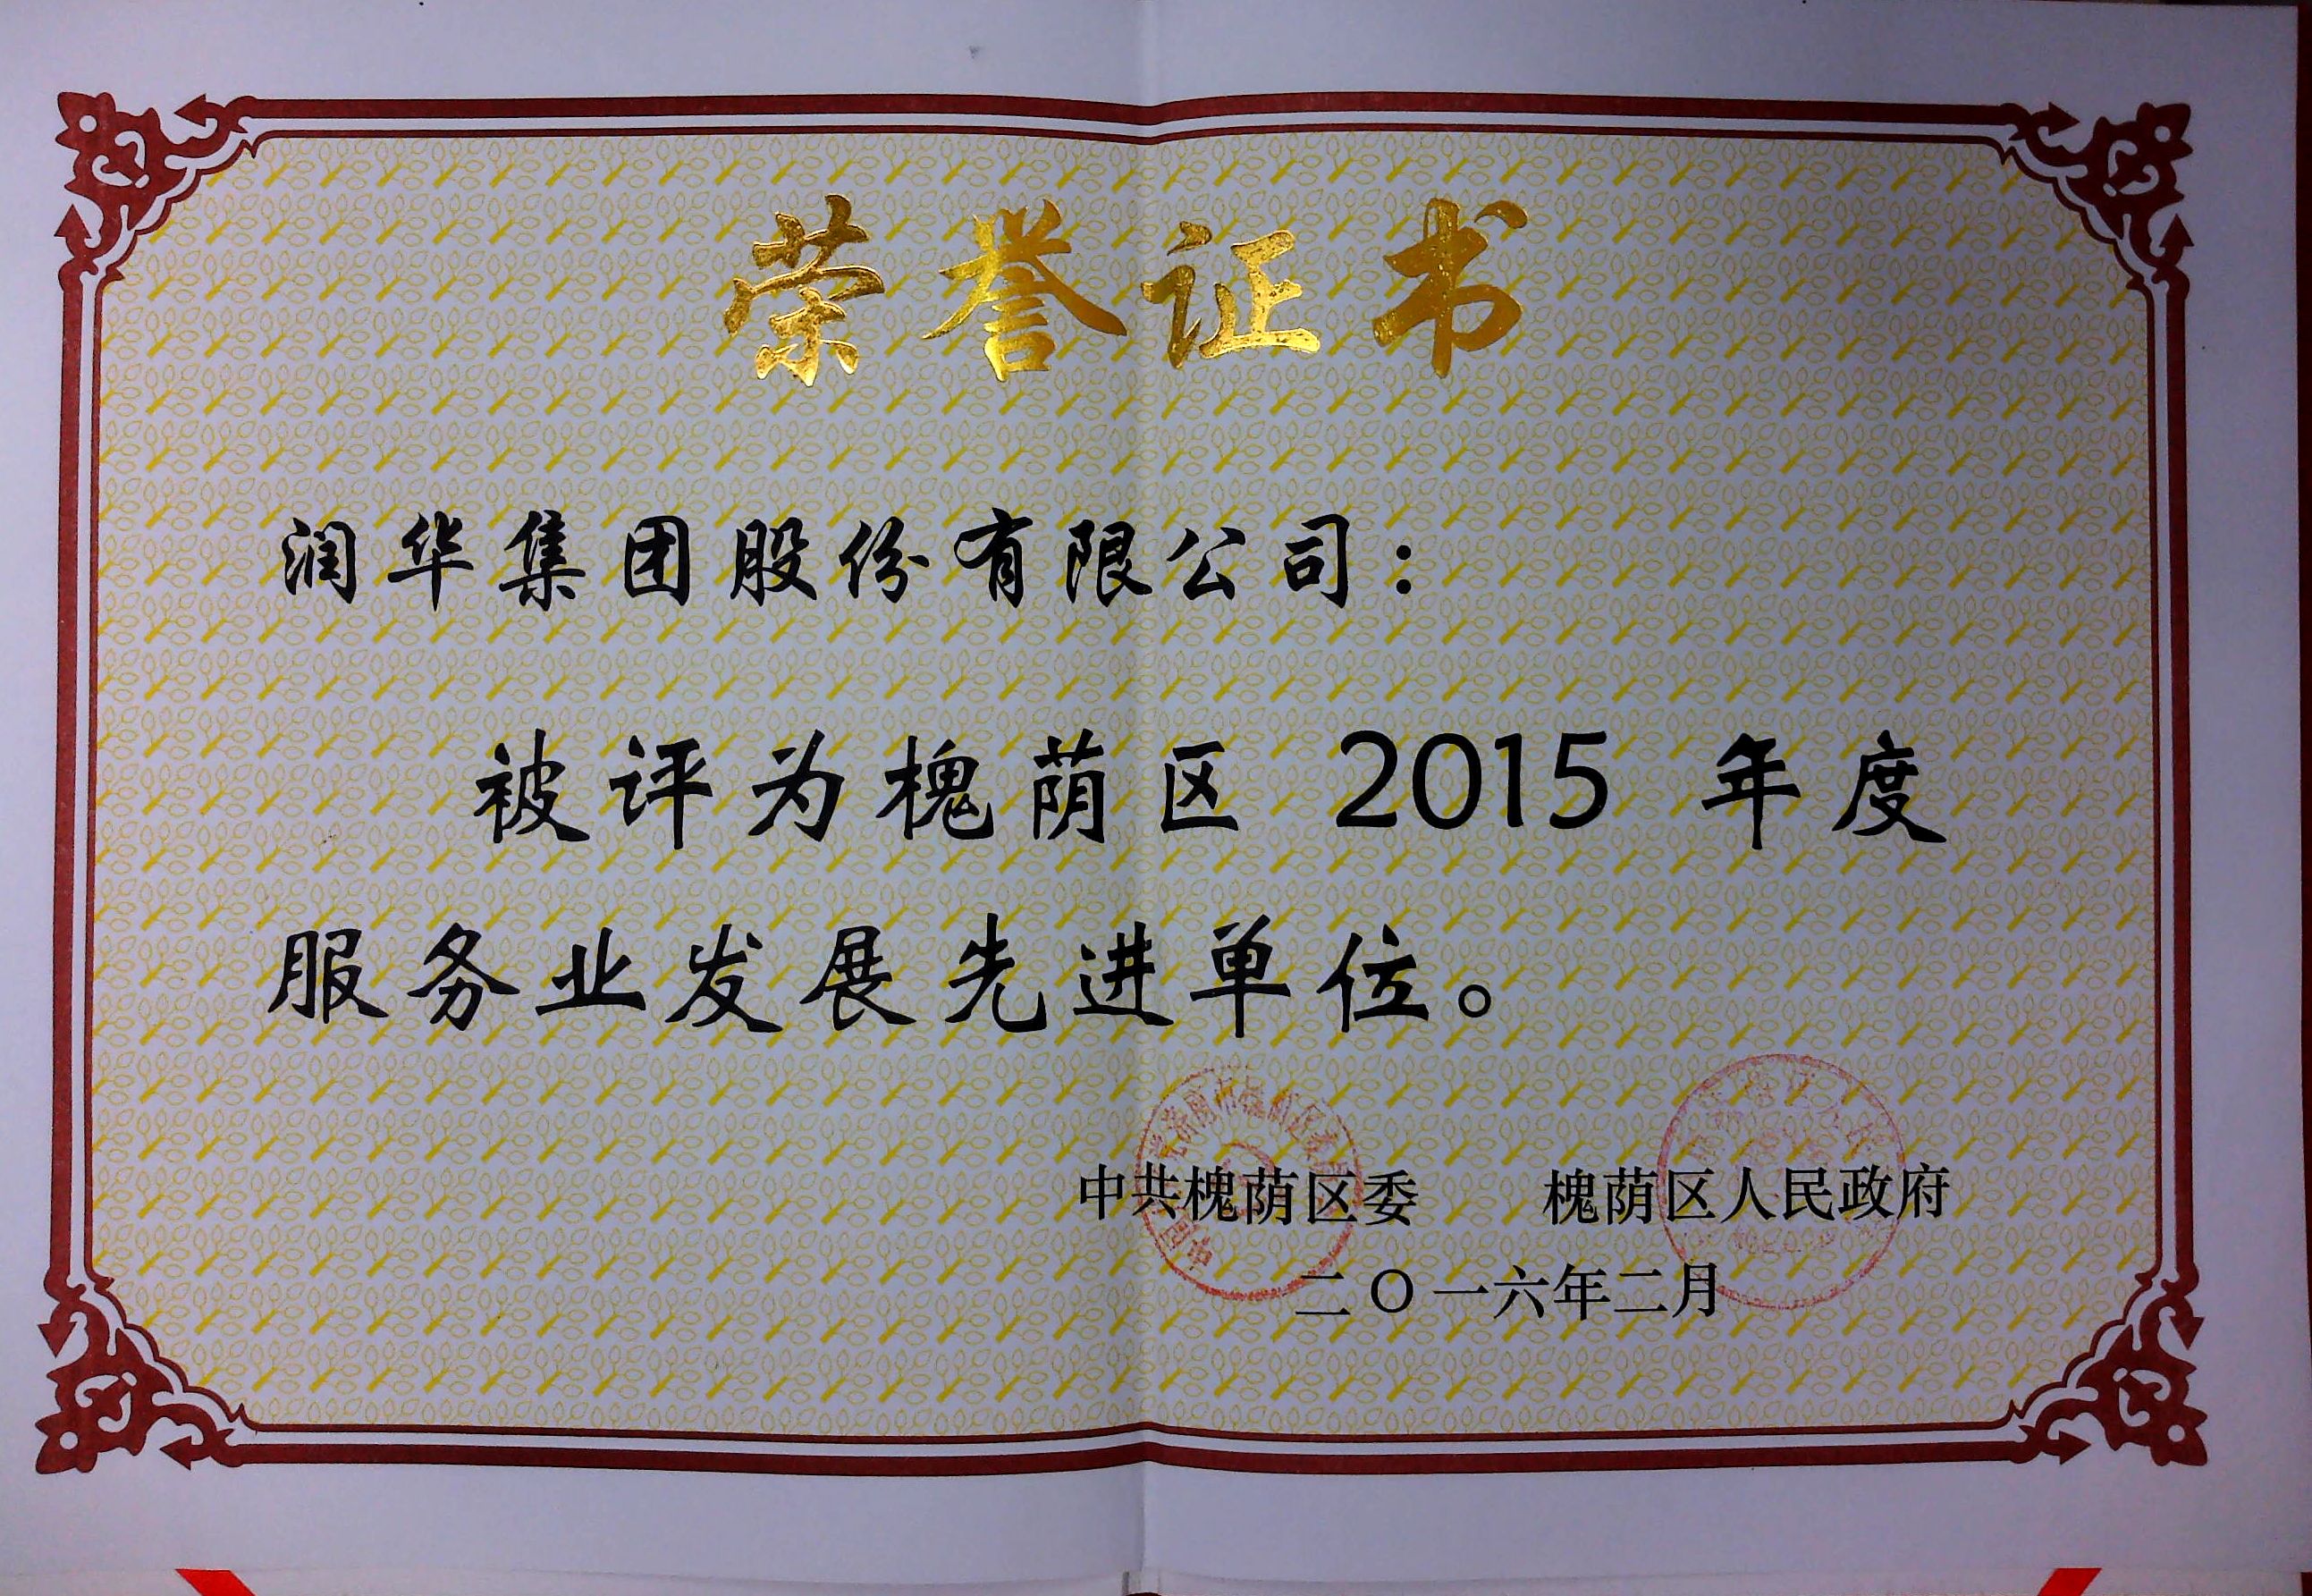 荣誉证书
润华集团股份有限公司：
被评为槐荫区 2015 年度
服务业发展先进单位。
中共槐荫区委 槐荫区人民政府
二〇一六年二月